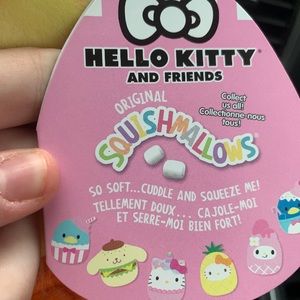 HELLO KITTY®
AND FRIENDS
Collect
us all!
Collectionne-nous
tous!
ORIGINAL
SQUISHMALLOWS®
SO SOFT...CUDDLE AND SQUEEZE ME!
TELLEMENT DOUX... CAJOLE-MOI
ET SERRE-MOI BIEN FORT!